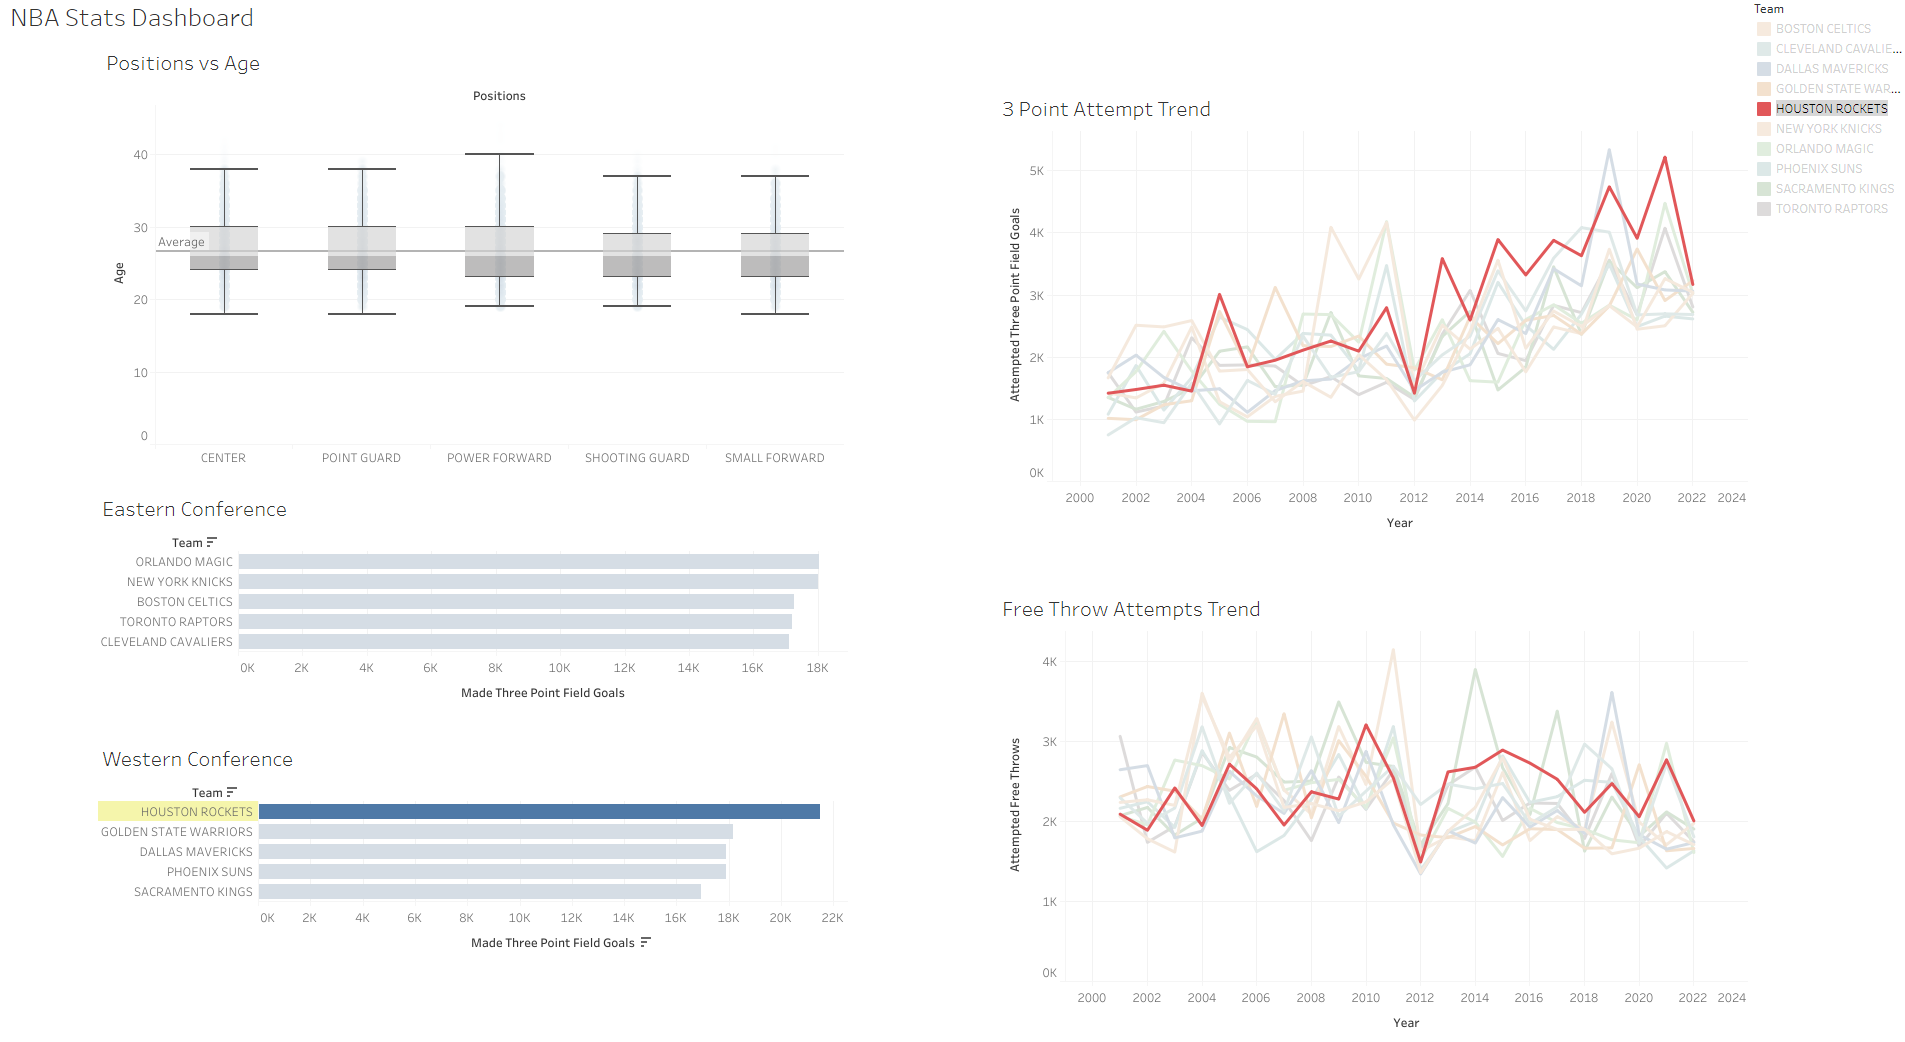 NBA Stats Dashboard
Positions vs Age
Positions
Age
40
30
20
10
0
Average
CENTER
POINT GUARD
POWER FORWARD
SHOOTING GUARD
SMALL FORWARD
Eastern Conference
Team
ORLANDO MAGIC
NEW YORK KNICKS
BOSTON CELTICS
TORONTO RAPTORS
CLEVELAND CAVALIERS
0K 2K 4K 6K 8K 10K 12K 14K 16K 18K
Made Three Point Field Goals
Western Conference
Team
HOUSTON ROCKETS
GOLDEN STATE WARRIORS
DALLAS MAVERICKS
PHOENIX SUNS
SACRAMENTO KINGS
0K 2K 4K 6K 8K 10K 12K 14K 16K 18K 20K 22K
Made Three Point Field Goals
3 Point Attempt Trend
Attempted Three Point Field Goals
5K
4K
3K
2K
1K
0K
2000 2002 2004 2006 2008 2010 2012 2014 2016 2018 2020 2022 2024
Year
Free Throw Attempts Trend
Attempted Free Throws
4K
3K
2K
1K
0K
2000 2002 2004 2006 2008 2010 2012 2014 2016 2018 2020 2022 2024
Year
Team
BOSTON CELTICS
CLEVELAND CAVALIE...
DALLAS MAVERICKS
GOLDEN STATE WAR...
HOUSTON ROCKETS
NEW YORK KNICKS
ORLANDO MAGIC
PHOENIX SUNS
SACRAMENTO KINGS
TORONTO RAPTORS